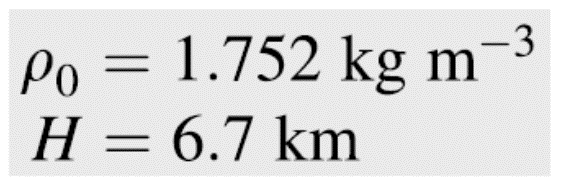 ρ₀ = 1.752 kg m⁻³
H = 6.7 km